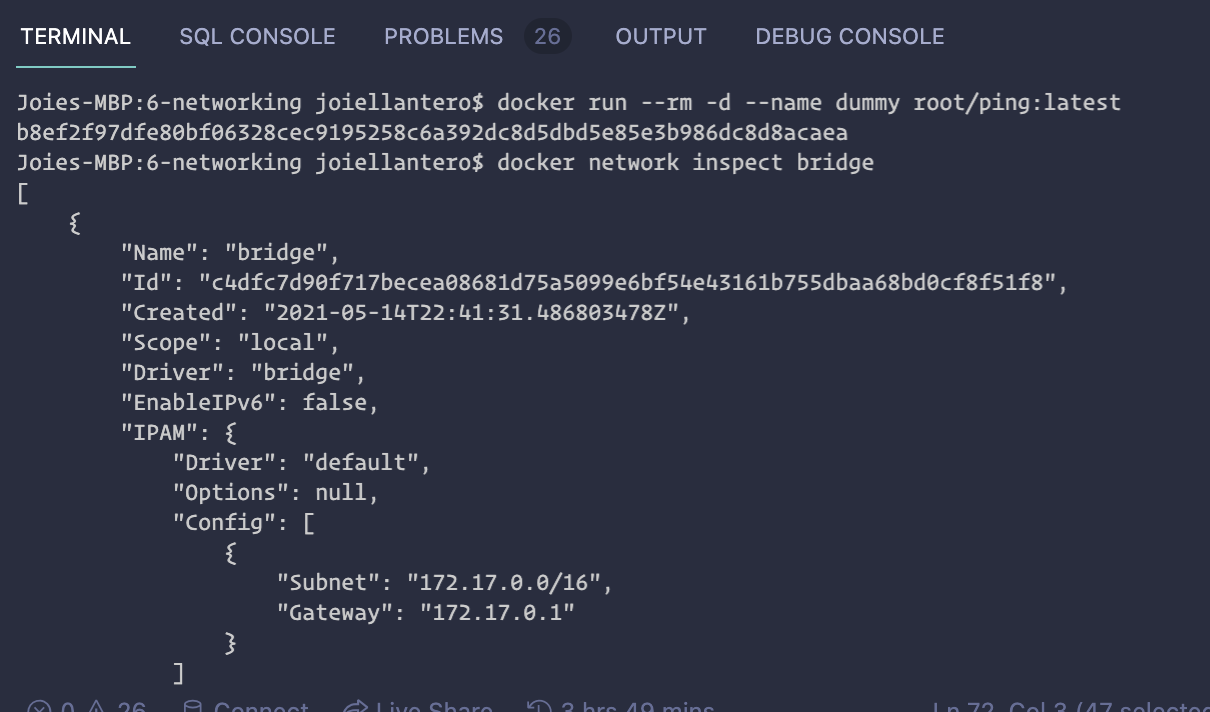 TERMINAL SQL CONSOLE PROBLEMS 26 OUTPUT DEBUG CONSOLE
Joies-MBP:6-networking joiellantero$ docker run --rm -d --name dummy root/ping:latest
b8ef2f97dfe80bf06328cec9195258c6a392dc8d5dbd5e85e3b986dc8d8acaea
Joies-MBP:6-networking joiellantero$ docker network inspect bridge
[
    {
        "Name": "bridge",
        "Id": "c4dfc7d90f717becea08681d75a5099e6bf54e43161b755dbaa68bd0cf8f51f8",
        "Created": "2021-05-14T22:41:31.486803478Z",
        "Scope": "local",
        "Driver": "bridge",
        "EnableIPv6": false,
        "IPAM": {
            "Driver": "default",
            "Options": null,
            "Config": [
                {
                    "Subnet": "172.17.0.0/16",
                    "Gateway": "172.17.0.1"
                }
            ]
0 26 Connect Live Share 3 hrs 49 mins Ln 72, Col 3 (47 selected